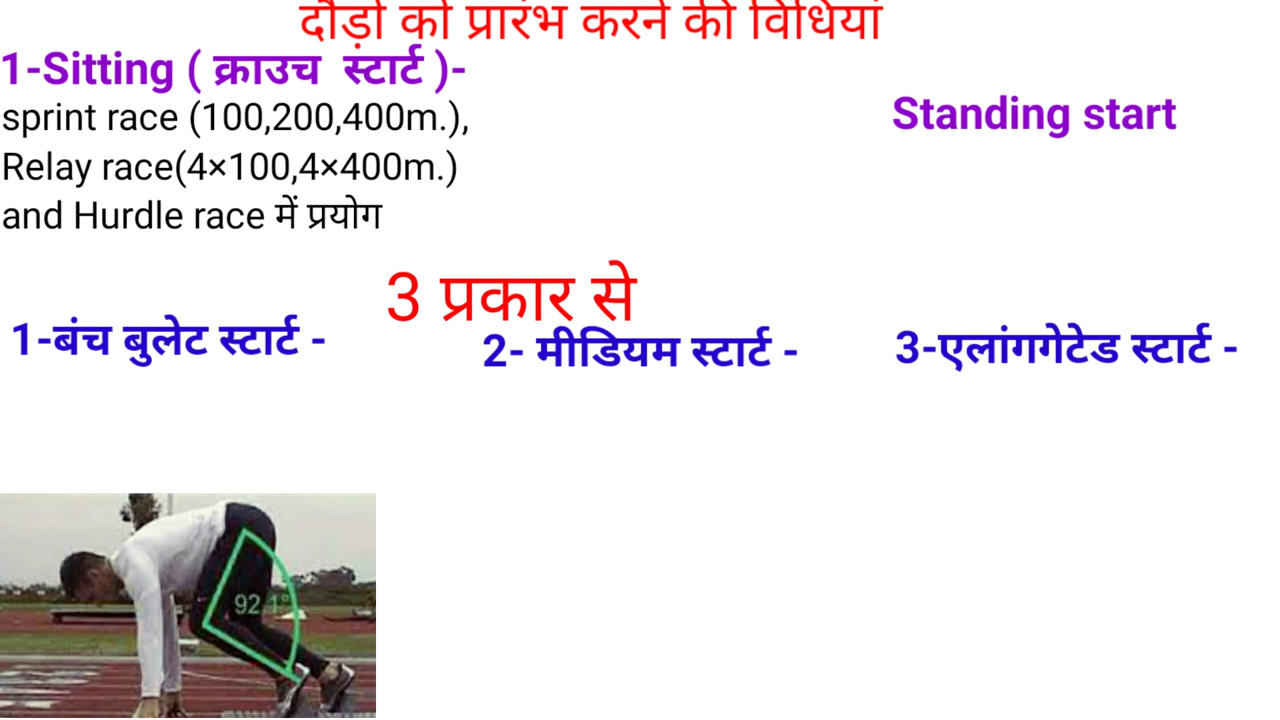 दौड़ो को प्रारंभ करने की विधियां
1-Sitting ( क्राउच स्टार्ट )-
sprint race (100,200,400m.),
Relay race(4×100,4×400m.)
and Hurdle race में प्रयोग
Standing start
3 प्रकार से
1-बंच बुलेट स्टार्ट -
2- मीडियम स्टार्ट -
3-एलांगगेटेड स्टार्ट -
92.1°